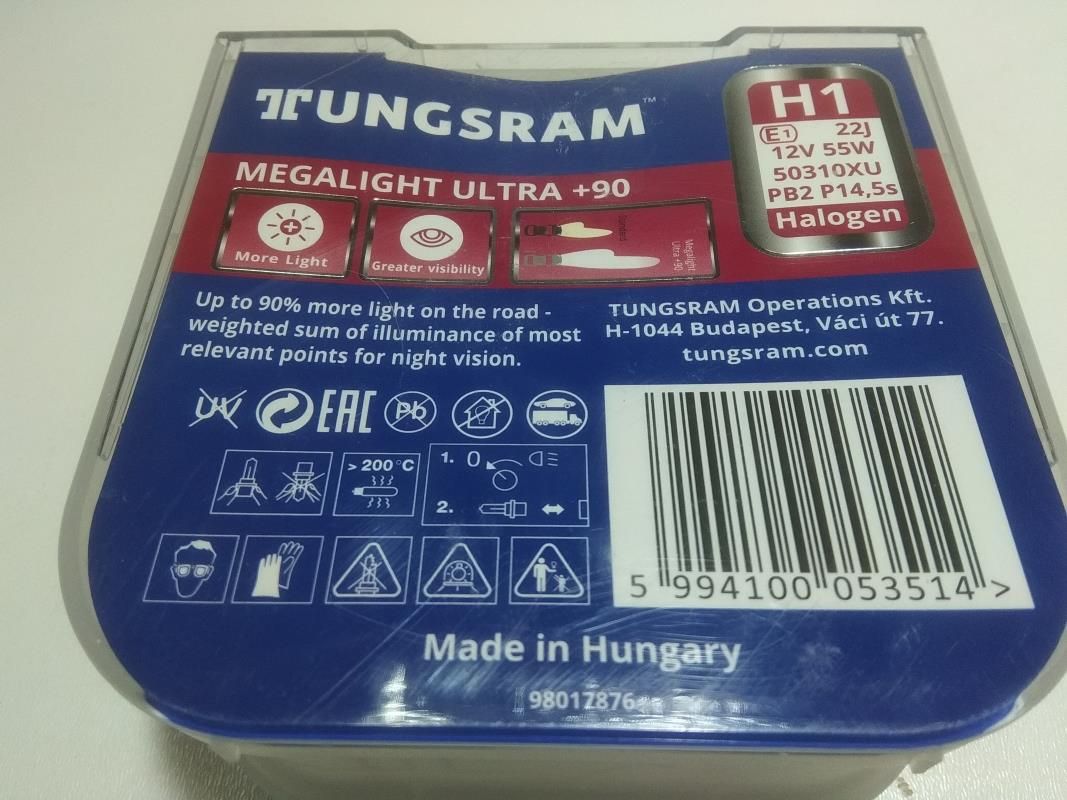 TUNGSRAM™
MEGALIGHT ULTRA +90
H1
E1 22J
12V 55W
50310XU
PB2 P14,5s
Halogen
More Light
Greater visibility
Standard
Megalight
Ultra +90
Up to 90% more light on the road -
weighted sum of illuminance of most
relevant points for night vision.
TUNGSRAM Operations Kft.
H-1044 Budapest, Váci út 77.
tungsram.com
UV
EAC
Pb
> 200°C
1. 0
2.
5 994100 053514 >
Made in Hungary
98017876